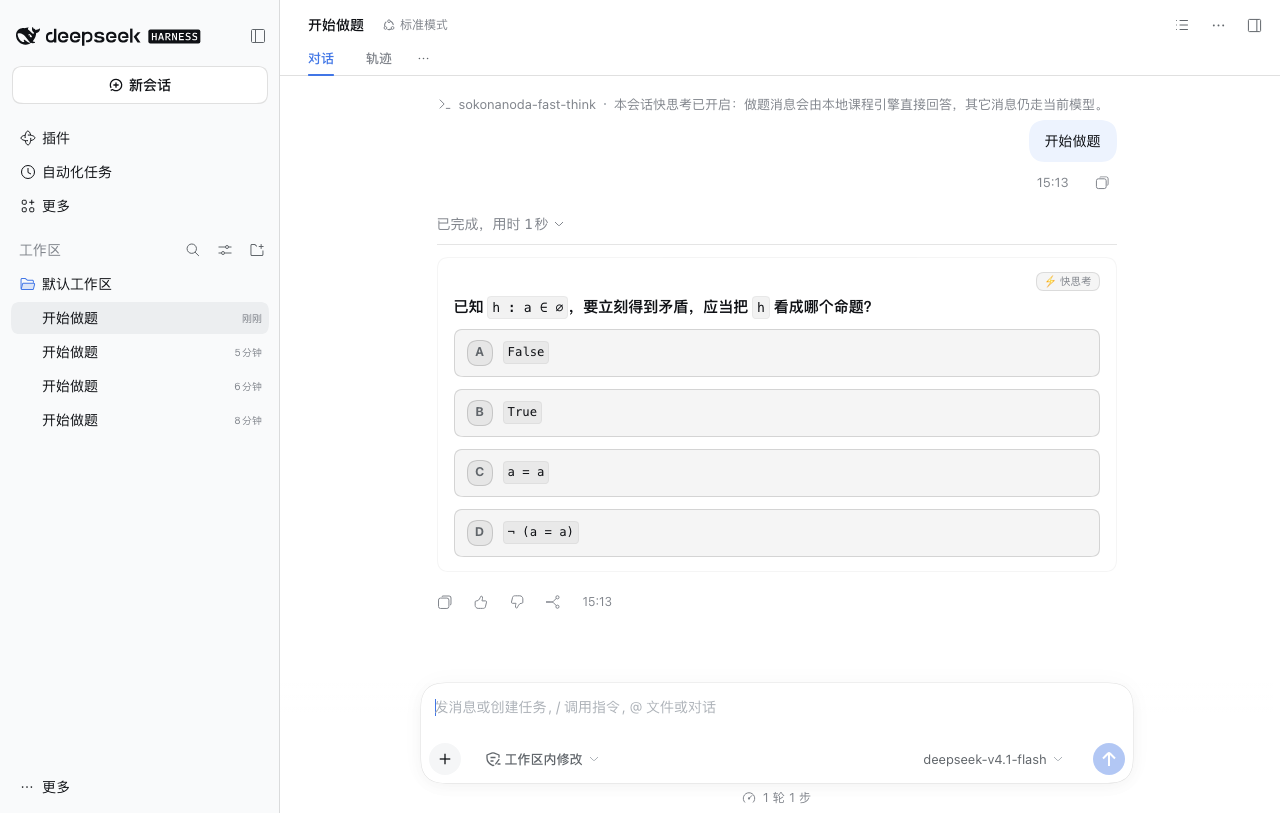 deepseek HARNESS
新会话
插件
自动化任务
更多
工作区
默认工作区
开始做题 刚刚
开始做题 5 分钟
开始做题 6 分钟
开始做题 8 分钟
··· 更多
开始做题 标准模式
对话 轨迹 ···
sokonanoda-fast-think · 本会话快思考已开启：做题消息会由本地课程引擎直接回答，其它消息仍走当前模型。
开始做题
15:13
已完成，用时 1 秒
⚡ 快思考
已知 h : a ∈ ∅，要立刻得到矛盾，应当把 h 看成哪个命题？
A False
B True
C a = a
D ¬ (a = a)
15:13
发消息或创建任务, / 调用指令, @ 文件或对话
工作区内修改
deepseek-v4.1-flash
1 轮 1 步